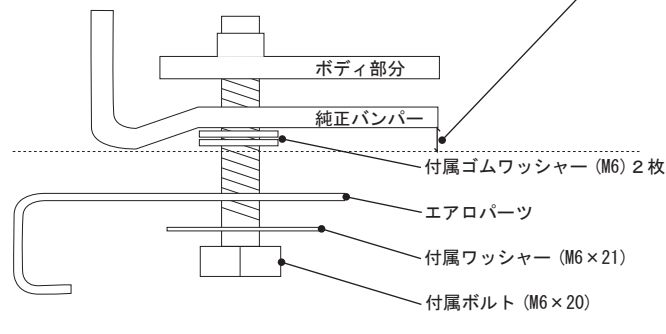 ボディ部分
純正バンパー
付属ゴムワッシャー (M6) 2枚
エアロパーツ
付属ワッシャー (M6×21)
付属ボルト (M6×20)